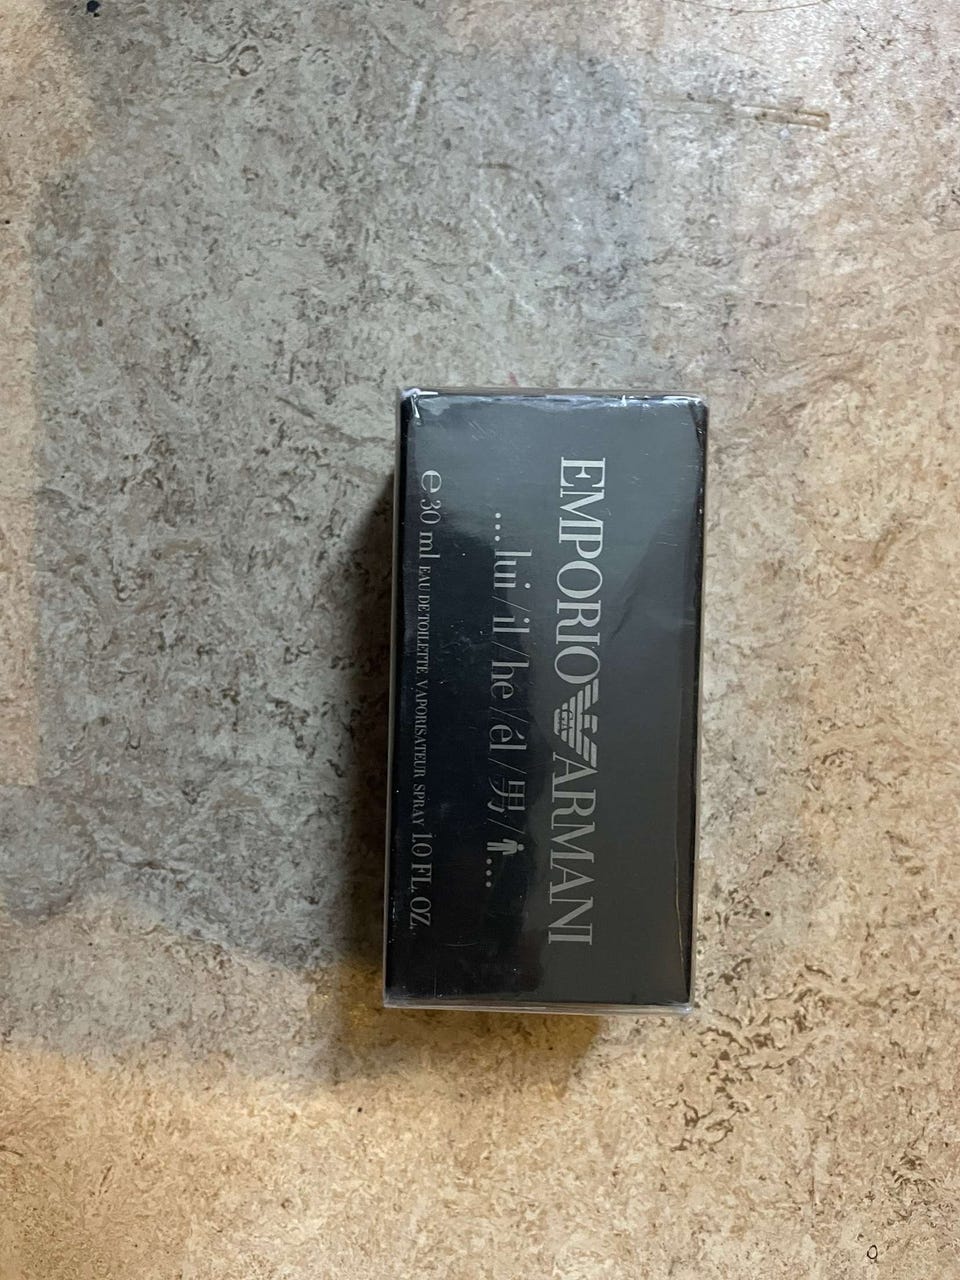 EMPORIO ARMANI
...lui/il/he/él/男/....
e 30 ml EAU DE TOILETTE VAPORISATEUR SPRAY 1.0 FL. OZ.